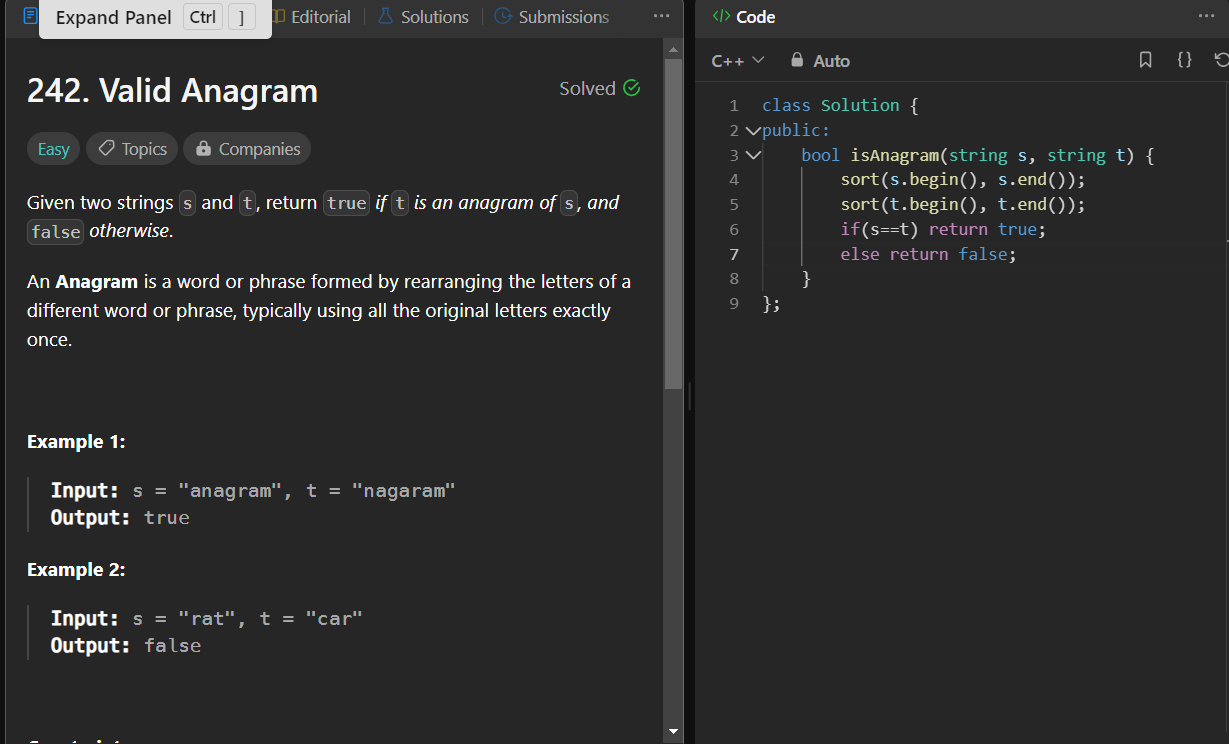 Expand Panel Ctrl ]
Editorial
Solutions
Submissions
242. Valid Anagram
Solved
Easy
Topics
Companies
Given two strings s and t, return true if t is an anagram of s, and
false otherwise.
An Anagram is a word or phrase formed by rearranging the letters of a
different word or phrase, typically using all the original letters exactly
once.
Example 1:
Input: s = "anagram", t = "nagaram"
Output: true
Example 2:
Input: s = "rat", t = "car"
Output: false
</> Code
C++ Auto {}
1 class Solution {
2 public:
3     bool isAnagram(string s, string t) {
4         sort(s.begin(), s.end());
5         sort(t.begin(), t.end());
6         if(s==t) return true;
7         else return false;
8     }
9 };